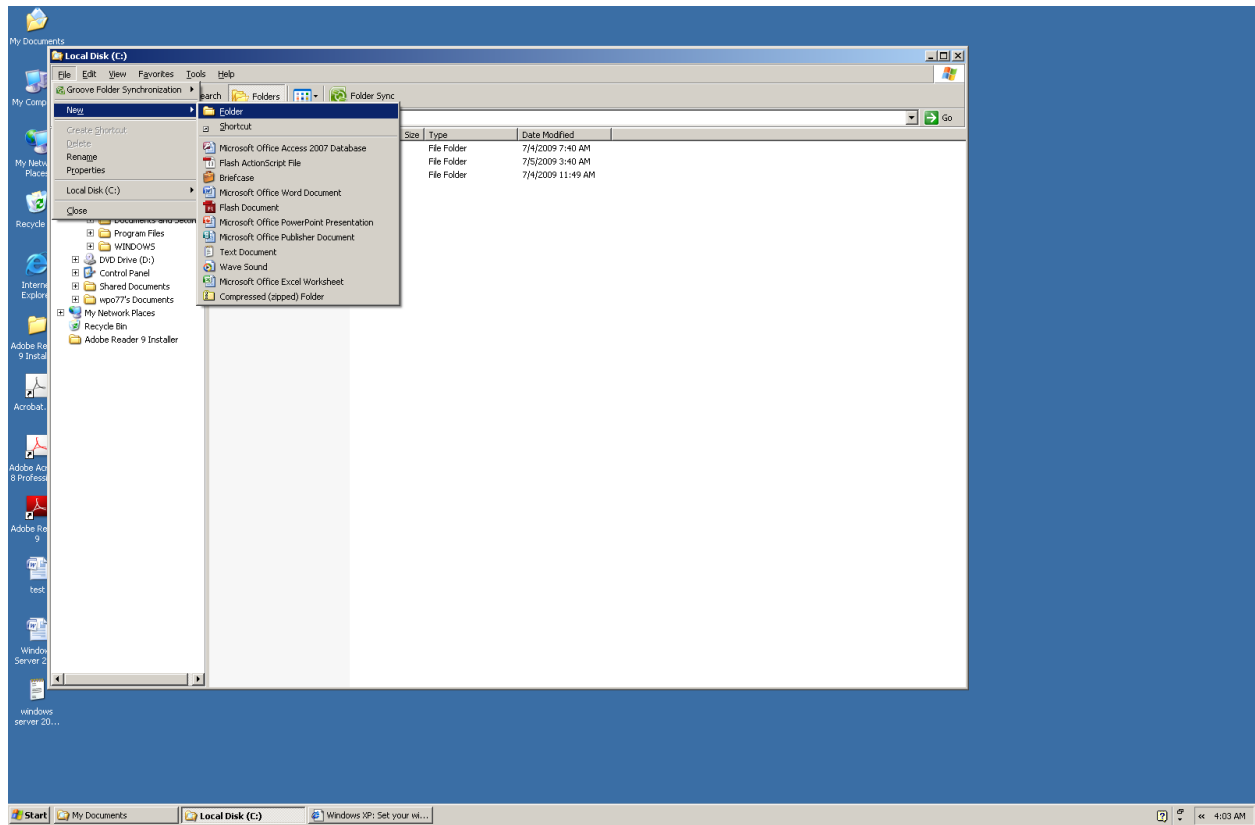 My Documents
Local Disk (C:)
File Edit View Favorites Tools Help
Groove Folder Synchronization
arch Folders Folder Sync
My Comp
New
Folder
Go
Create Shortcut
Shortcut
Size Type Date Modified
Delete
Microsoft Office Access 2007 Database
File Folder 7/4/2009 7:40 AM
Rename
Flash ActionScript File
File Folder 7/5/2009 3:40 AM
My Netw
Places
Properties
Briefcase
File Folder 7/4/2009 11:49 AM
Local Disk (C:)
Microsoft Office Word Document
Close
Flash Document
Recycle
Documents and Settin
Microsoft Office PowerPoint Presentation
Program Files
Microsoft Office Publisher Document
WINDOWS
Text Document
DVD Drive (D:)
Wave Sound
Control Panel
Microsoft Office Excel Worksheet
Interne
Explore
Shared Documents
Compressed (zipped) Folder
wpo77's Documents
My Network Places
Recycle Bin
Adobe Reader 9 Installer
Adobe Re
9 Instal
Acrobat.
Adobe Acr
8 Professi
Adobe Re
9
test
Window
Server 2
windows
server 20...
Start My Documents Local Disk (C:) Windows XP: Set your wi... 4:03 AM